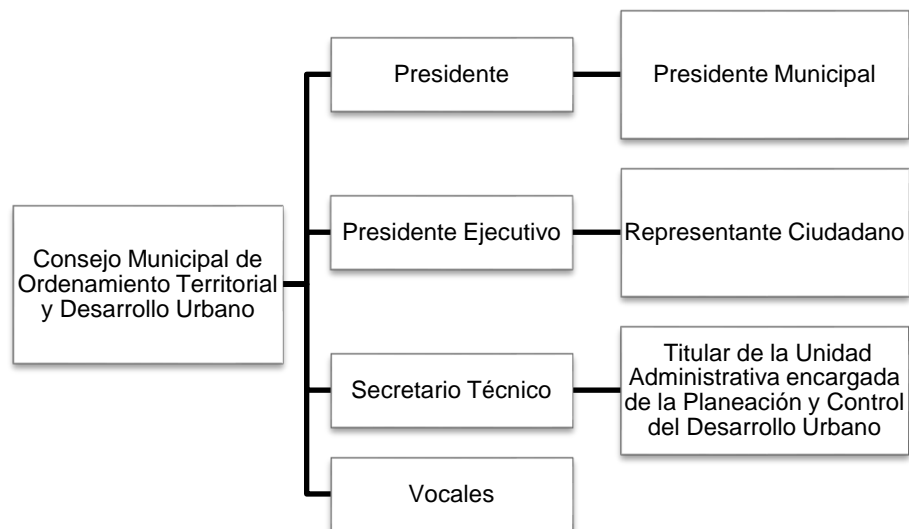 Consejo Municipal de
Ordenamiento Territorial
y Desarrollo Urbano
Presidente
Presidente Municipal
Presidente Ejecutivo
Representante Ciudadano
Secretario Técnico
Titular de la Unidad
Administrativa encargada
de la Planeación y Control
del Desarrollo Urbano
Vocales